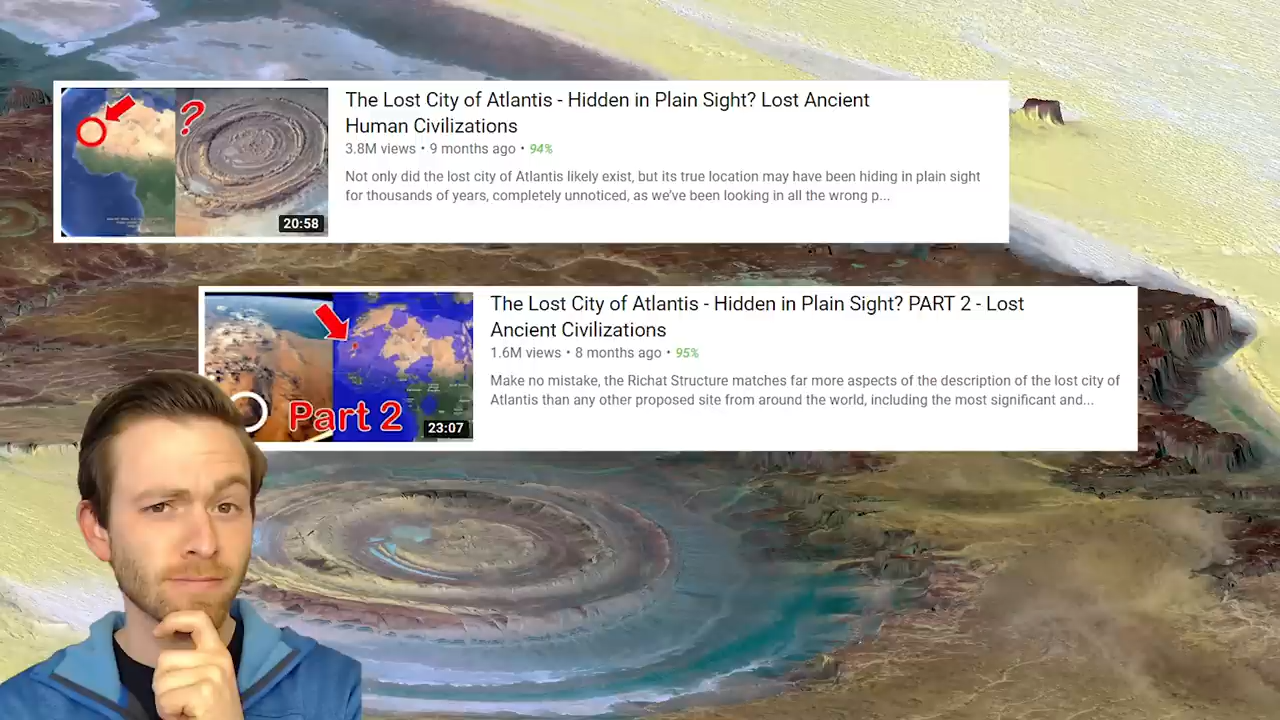 ?
The Lost City of Atlantis - Hidden in Plain Sight? Lost Ancient
Human Civilizations
3.8M views • 9 months ago • 94%
Not only did the lost city of Atlantis likely exist, but its true location may have been hiding in plain sight
for thousands of years, completely unnoticed, as we've been looking in all the wrong p...
20:58
The Lost City of Atlantis - Hidden in Plain Sight? PART 2 - Lost
Ancient Civilizations
1.6M views • 8 months ago • 95%
Make no mistake, the Richat Structure matches far more aspects of the description of the lost city of
Atlantis than any other proposed site from around the world, including the most significant and...
Part 2
23:07